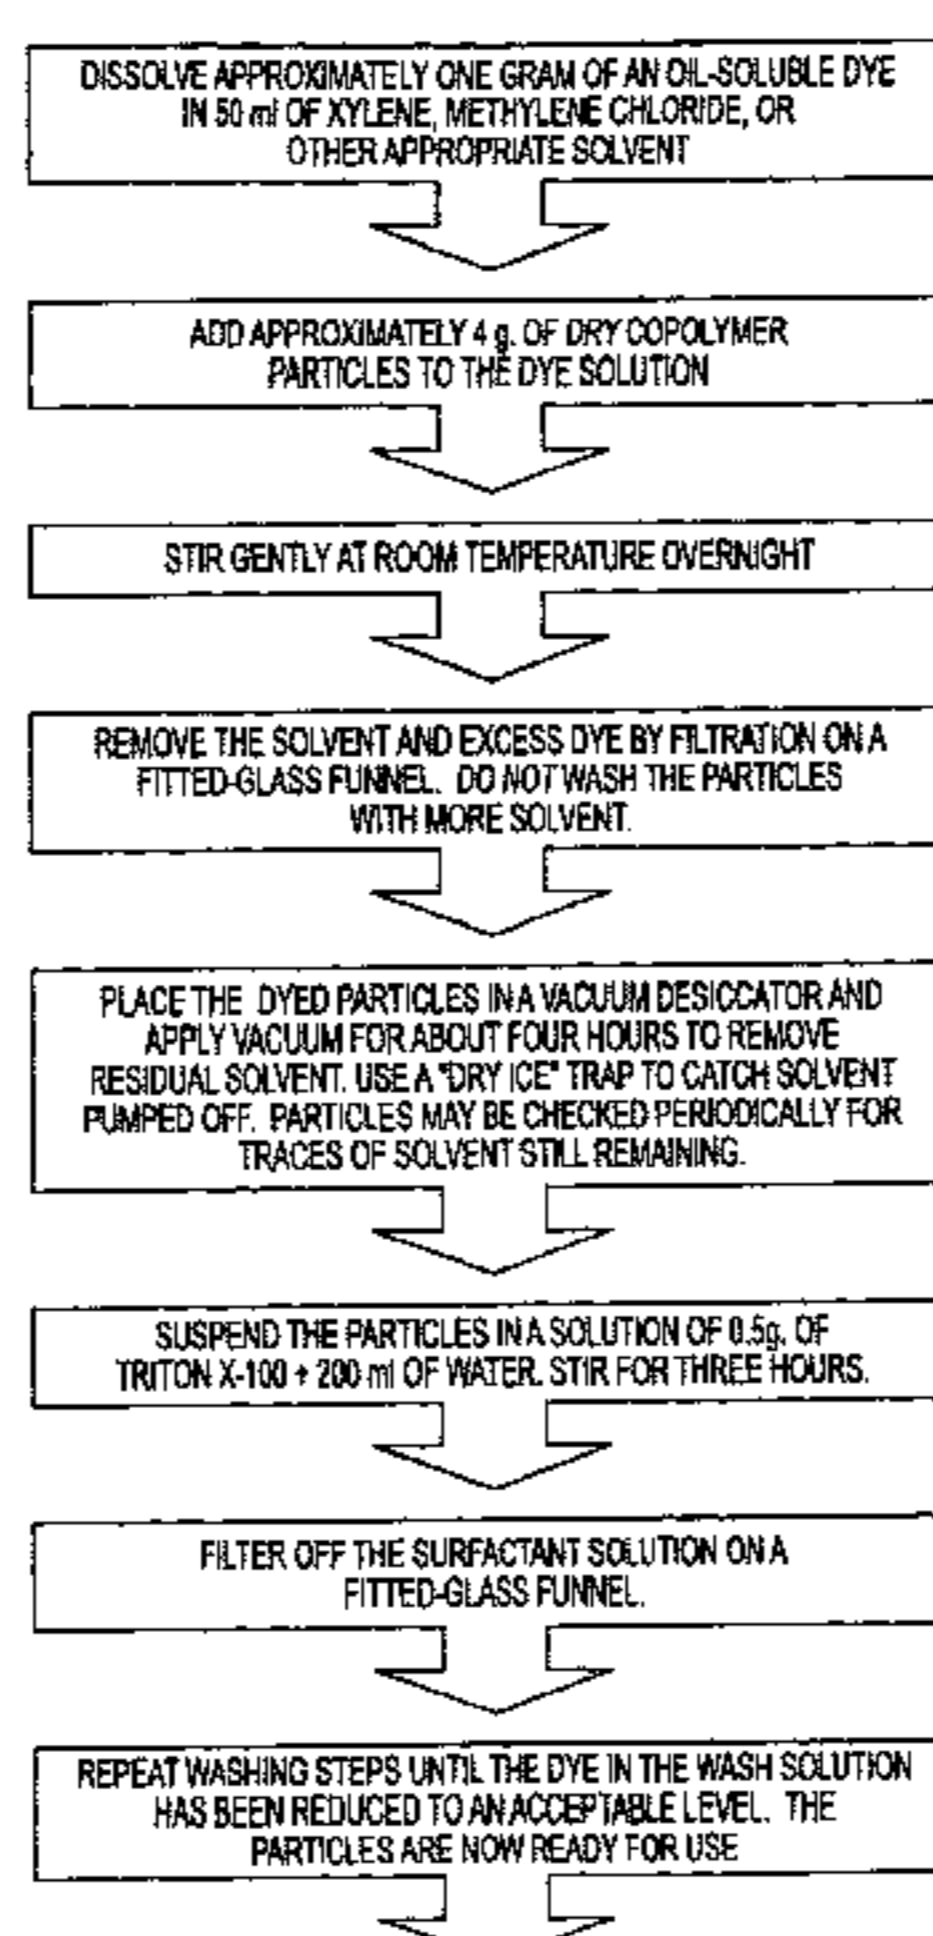 DISSOLVE APPROXIMATELY ONE GRAM OF AN OIL-SOLUBLE DYE
IN 50 ml OF XYLENE, METHYLENE CHLORIDE, OR
OTHER APPROPRIATE SOLVENT
ADD APPROXIMATELY 4 g. OF DRY COPOLYMER
PARTICLES TO THE DYE SOLUTION
STIR GENTLY AT ROOM TEMPERATURE OVERNIGHT
REMOVE THE SOLVENT AND EXCESS DYE BY FILTRATION ON A
FITTED-GLASS FUNNEL. DO NOT WASH THE PARTICLES
WITH MORE SOLVENT.
PLACE THE DYED PARTICLES IN A VACUUM DESICCATOR AND
APPLY VACUUM FOR ABOUT FOUR HOURS TO REMOVE
RESIDUAL SOLVENT. USE A "DRY ICE" TRAP TO CATCH SOLVENT
PUMPED OFF. PARTICLES MAY BE CHECKED PERIODICALLY FOR
TRACES OF SOLVENT STILL REMAINING.
SUSPEND THE PARTICLES IN A SOLUTION OF 0.5g. OF
TRITON X-100 + 200 ml OF WATER. STIR FOR THREE HOURS.
FILTER OFF THE SURFACTANT SOLUTION ON A
FITTED-GLASS FUNNEL.
REPEAT WASHING STEPS UNTIL THE DYE IN THE WASH SOLUTION
HAS BEEN REDUCED TO AN ACCEPTABLE LEVEL. THE
PARTICLES ARE NOW READY FOR USE